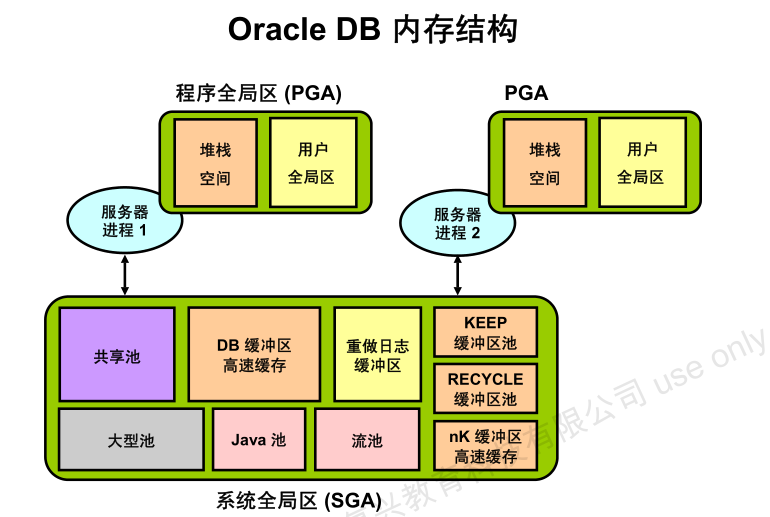 Oracle DB 内存结构
程序全局区 (PGA)
PGA
堆栈
空间
用户
全局区
堆栈
空间
用户
全局区
服务器
进程 1
服务器
进程 2
共享池
DB 缓冲区
高速缓存
重做日志
缓冲区
KEEP
缓冲区池
RECYCLE
缓冲区池
nK 缓冲区
高速缓存
大型池
Java 池
流池
系统全局区 (SGA)
有限公司 use only